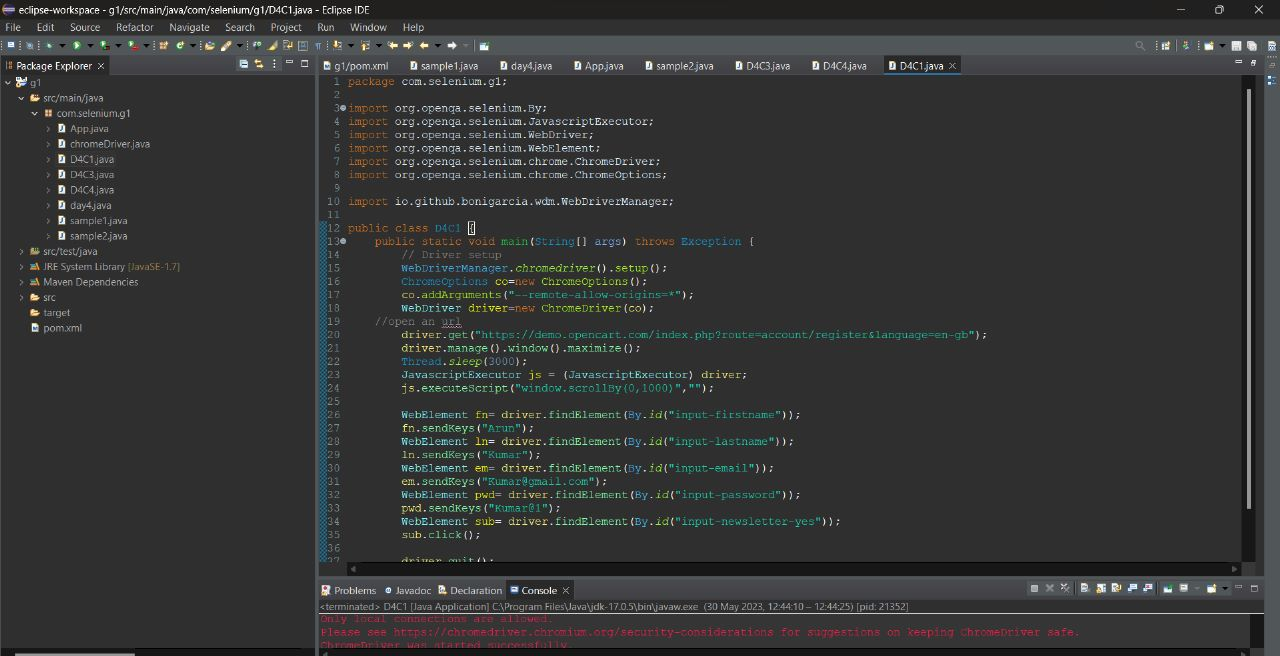 eclipse-workspace - g1/src/main/java/com/selenium/g1/D4C1.java - Eclipse IDE
File Edit Source Refactor Navigate Search Project Run Window Help
Package Explorer
g1
src/main/java
com.selenium.g1
App.java
chromeDriver.java
D4C1.java
D4C3.java
D4C4.java
day4.java
sample1.java
sample2.java
src/test/java
JRE System Library [JavaSE-1.7]
Maven Dependencies
src
target
pom.xml
g1/pom.xml sample1.java day4.java App.java sample2.java D4C3.java D4C4.java D4C1.java
1 package com.selenium.g1;
2
3 import org.openqa.selenium.By;
4 import org.openqa.selenium.JavascriptExecutor;
5 import org.openqa.selenium.WebDriver;
6 import org.openqa.selenium.WebElement;
7 import org.openqa.selenium.chrome.ChromeDriver;
8 import org.openqa.selenium.chrome.ChromeOptions;
9
10 import io.github.bonigarcia.wdm.WebDriverManager;
11
12 public class D4C1 {
13 public static void main(String[] args) throws Exception {
14 // Driver setup
15 WebDriverManager.chromedriver().setup();
16 ChromeOptions co=new ChromeOptions();
17 co.addArguments("--remote-allow-origins=*");
18 WebDriver driver=new ChromeDriver(co);
19 //open an url
20 driver.get("https://demo.opencart.com/index.php?route=account/register&language=en-gb");
21 driver.manage().window().maximize();
22 Thread.sleep(3000);
23 JavascriptExecutor js = (JavascriptExecutor) driver;
24 js.executeScript("window.scrollBy(0,1000)","");
25
26 WebElement fn= driver.findElement(By.id("input-firstname"));
27 fn.sendKeys("Arun");
28 WebElement ln= driver.findElement(By.id("input-lastname"));
29 ln.sendKeys("Kumar");
30 WebElement em= driver.findElement(By.id("input-email"));
31 em.sendKeys("Kumar@gmail.com");
32 WebElement pwd= driver.findElement(By.id("input-password"));
33 pwd.sendKeys("Kumar@1");
34 WebElement sub= driver.findElement(By.id("input-newsletter-yes"));
35 sub.click();
36
37 driver.quit();
Problems Javadoc Declaration Console
<terminated> D4C1 [Java Application] C:\Program Files\Java\jdk-17.0.5\bin\javaw.exe (30 May 2023, 12:44:10 – 12:44:25) [pid: 21352]
Only local connections are allowed.
Please see https://chromedriver.chromium.org/security-considerations for suggestions on keeping ChromeDriver safe.
ChromeDriver was started successfully.